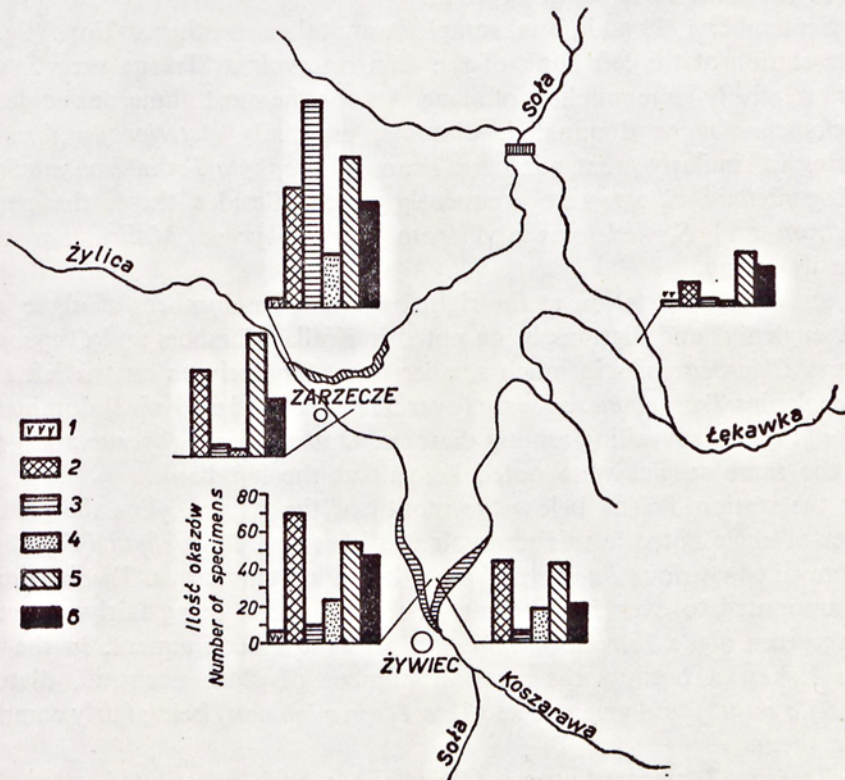 Soła
Żylica
ZARZECZE
Łękawka
1
2
3
4
5
6
Ilość okazów
Number of specimens
80
60
40
20
0
ŻYWIEC
Koszarawa
Soła